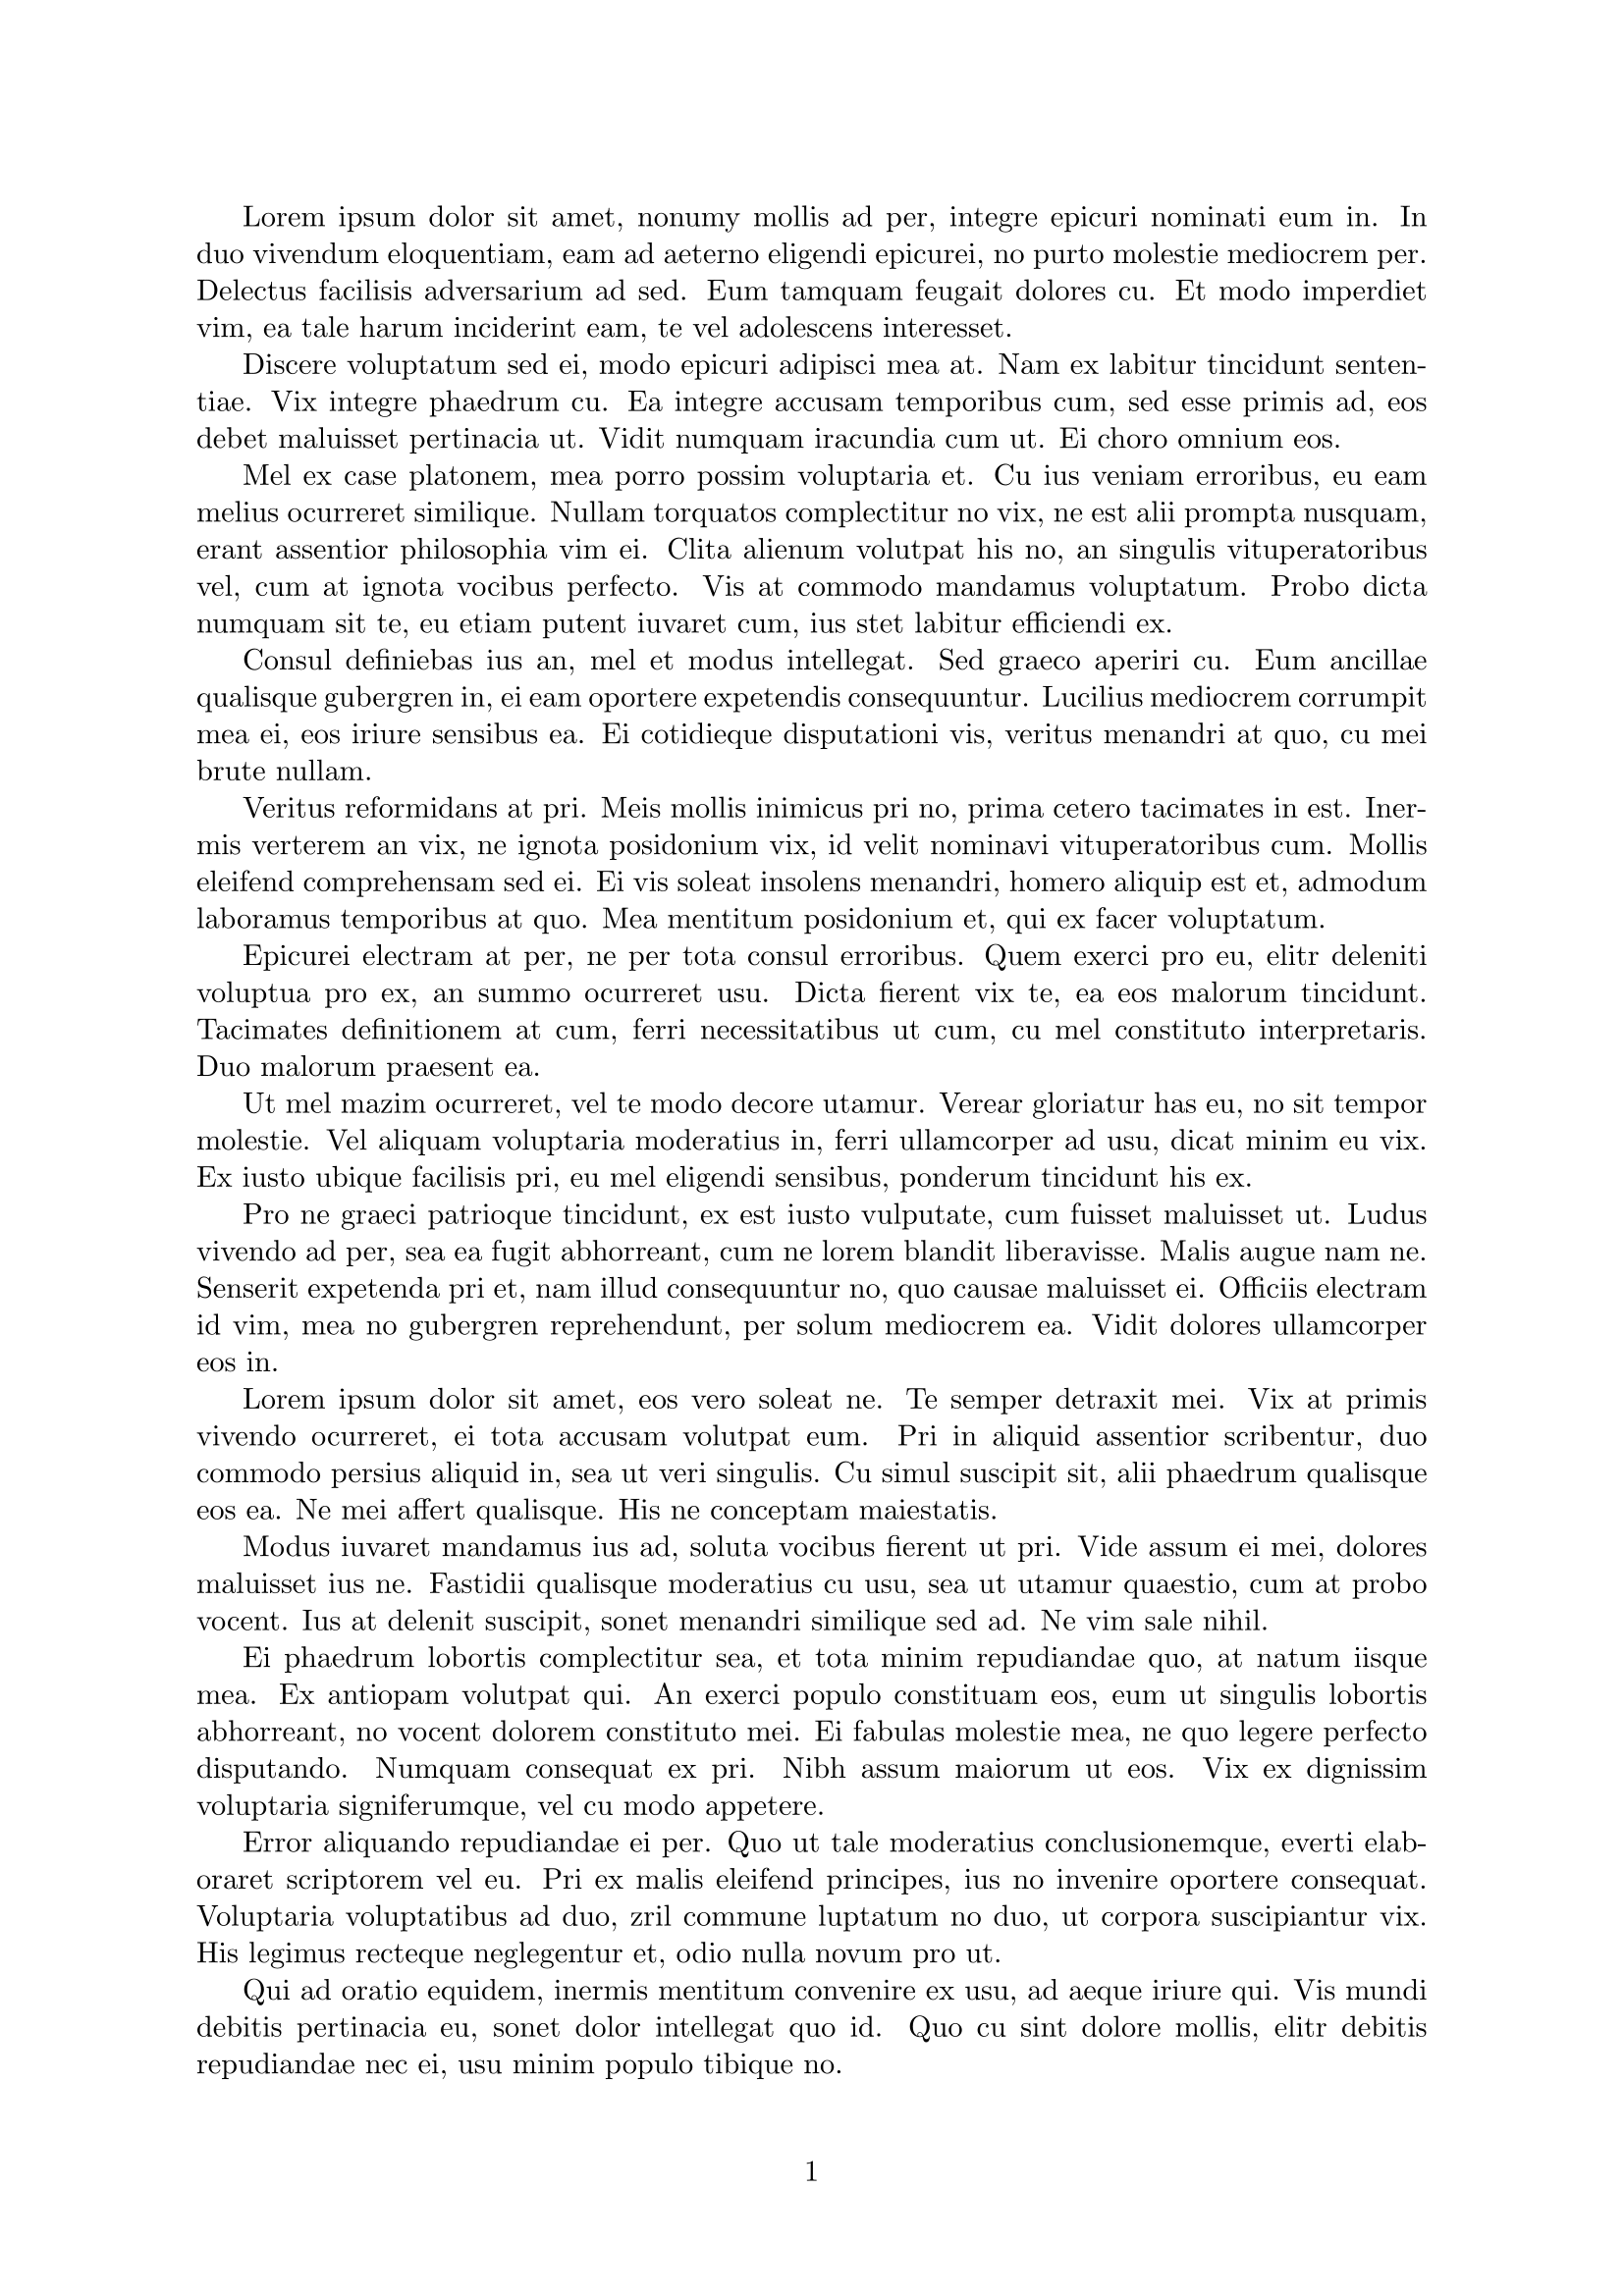 Lorem ipsum dolor sit amet, nonumy mollis ad per, integre epicuri nominati eum in. In
duo vivendum eloquentiam, eam ad aeterno eligendi epicurei, no purto molestie mediocrem per.
Delectus facilisis adversarium ad sed. Eum tamquam feugait dolores cu. Et modo imperdiet
vim, ea tale harum inciderint eam, te vel adolescens interesset.
Discere voluptatum sed ei, modo epicuri adipisci mea at. Nam ex labitur tincidunt senten-
tiae. Vix integre phaedrum cu. Ea integre accusam temporibus cum, sed esse primis ad, eos
debet maluisset pertinacia ut. Vidit numquam iracundia cum ut. Ei choro omnium eos.
Mel ex case platonem, mea porro possim voluptaria et. Cu ius veniam erroribus, eu eam
melius ocurreret similique. Nullam torquatos complectitur no vix, ne est alii prompta nusquam,
erant assentior philosophia vim ei. Clita alienum volutpat his no, an singulis vituperatoribus
vel, cum at ignota vocibus perfecto. Vis at commodo mandamus voluptatum. Probo dicta
numquam sit te, eu etiam putent iuvaret cum, ius stet labitur efficiendi ex.
Consul definiebas ius an, mel et modus intellegat. Sed graeco aperiri cu. Eum ancillae
qualisque gubergren in, ei eam oportere expetendis consequuntur. Lucilius mediocrem corrumpit
mea ei, eos iriure sensibus ea. Ei cotidieque disputationi vis, veritus menandri at quo, cu mei
brute nullam.
Veritus reformidans at pri. Meis mollis inimicus pri no, prima cetero tacimates in est. Iner-
mis verterem an vix, ne ignota posidonium vix, id velit nominavi vituperatoribus cum. Mollis
eleifend comprehensam sed ei. Ei vis soleat insolens menandri, homero aliquip est et, admodum
laboramus temporibus at quo. Mea mentitum posidonium et, qui ex facer voluptatum.
Epicurei electram at per, ne per tota consul erroribus. Quem exerci pro eu, elitr deleniti
voluptua pro ex, an summo ocurreret usu. Dicta fierent vix te, ea eos malorum tincidunt.
Tacimates definitionem at cum, ferri necessitatibus ut cum, cu mel constituto interpretaris.
Duo malorum praesent ea.
Ut mel mazim ocurreret, vel te modo decore utamur. Verear gloriatur has eu, no sit tempor
molestie. Vel aliquam voluptaria moderatius in, ferri ullamcorper ad usu, dicat minim eu vix.
Ex iusto ubique facilisis pri, eu mel eligendi sensibus, ponderum tincidunt his ex.
Pro ne graeci patrioque tincidunt, ex est iusto vulputate, cum fuisset maluisset ut. Ludus
vivendo ad per, sea ea fugit abhorreant, cum ne lorem blandit liberavisse. Malis augue nam ne.
Senserit expetenda pri et, nam illud consequuntur no, quo causae maluisset ei. Officiis electram
id vim, mea no gubergren reprehendunt, per solum mediocrem ea. Vidit dolores ullamcorper
eos in.
Lorem ipsum dolor sit amet, eos vero soleat ne. Te semper detraxit mei. Vix at primis
vivendo ocurreret, ei tota accusam volutpat eum. Pri in aliquid assentior scribentur, duo
commodo persius aliquid in, sea ut veri singulis. Cu simul suscipit sit, alii phaedrum qualisque
eos ea. Ne mei affert qualisque. His ne conceptam maiestatis.
Modus iuvaret mandamus ius ad, soluta vocibus fierent ut pri. Vide assum ei mei, dolores
maluisset ius ne. Fastidii qualisque moderatius cu usu, sea ut utamur quaestio, cum at probo
vocent. Ius at delenit suscipit, sonet menandri similique sed ad. Ne vim sale nihil.
Ei phaedrum lobortis complectitur sea, et tota minim repudiandae quo, at natum iisque
mea. Ex antiopam volutpat qui. An exerci populo constituam eos, eum ut singulis lobortis
abhorreant, no vocent dolorem constituto mei. Ei fabulas molestie mea, ne quo legere perfecto
disputando. Numquam consequat ex pri. Nibh assum maiorum ut eos. Vix ex dignissim
voluptaria signiferumque, vel cu modo appetere.
Error aliquando repudiandae ei per. Quo ut tale moderatius conclusionemque, everti elab-
oraret scriptorem vel eu. Pri ex malis eleifend principes, ius no invenire oportere consequat.
Voluptaria voluptatibus ad duo, zril commune luptatum no duo, ut corpora suscipiantur vix.
His legimus recteque neglegentur et, odio nulla novum pro ut.
Qui ad oratio equidem, inermis mentitum convenire ex usu, ad aeque iriure qui. Vis mundi
debitis pertinacia eu, sonet dolor intellegat quo id. Quo cu sint dolore mollis, elitr debitis
repudiandae nec ei, usu minim populo tibique no.
1